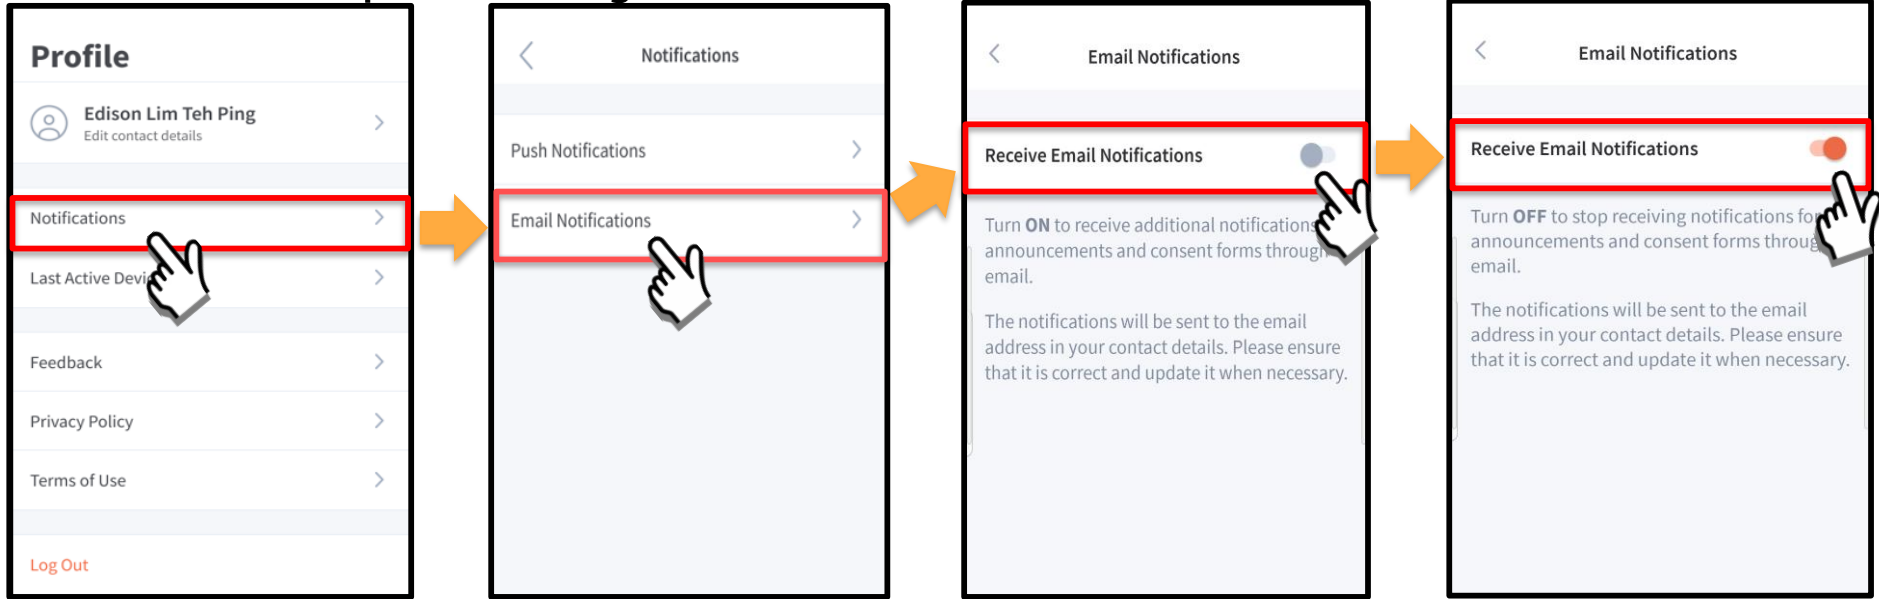 Profile
Edison Lim Teh Ping
Edit contact details
Notifications
Last Active
Feedback
Privacy Policy
Terms of Use
Log Out
Notifications
Push Notifications
Email Notifications
Email Notifications
Receive Email Notifications
Turn ON to receive additional notifications
announcements and consent forms through
email.
The notifications will be sent to the email
address in your contact details. Please ensure
that it is correct and update it when necessary.
Email Notifications
Receive Email Notifications
Turn OFF to stop receiving notifications for
announcements and consent forms through
email.
The notifications will be sent to the email
address in your contact details. Please ensure
that it is correct and update it when necessary.